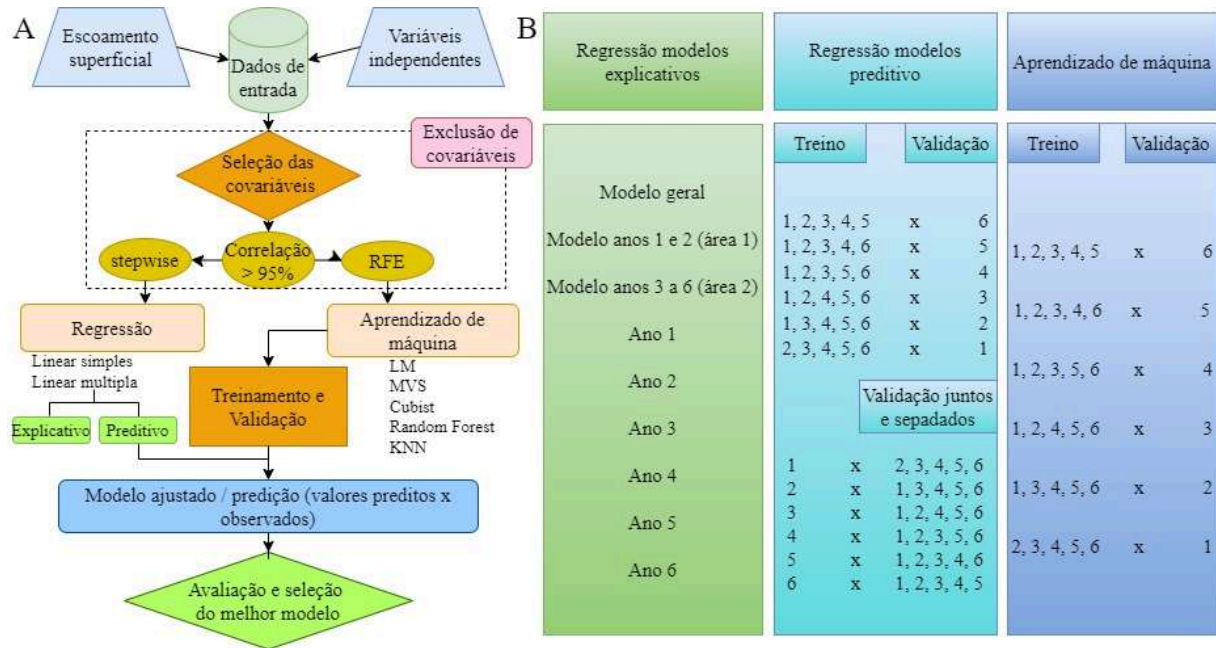 A
Escoamento
superficial
Dados de
entrada
Variáveis
independentes
Exclusão de
covariáveis
Seleção das
covariáveis
stepwise
Correlação
> 95%
RFE
Regressão
Linear simples
Linear multipla
Explicativo
Preditivo
Aprendizado de
máquina
LM
MVS
Cubist
Random Forest
KNN
Treinamento e
Validação
Modelo ajustado / predição (valores preditos x
observados)
Avaliação e seleção
do melhor modelo
B
Regressão modelos
explicativos
Modelo geral
Modelo anos 1 e 2 (área 1)
Modelo anos 3 a 6 (área 2)
Ano 1
Ano 2
Ano 3
Ano 4
Ano 5
Ano 6
Regressão modelos
preditivo
Treino Validação
1, 2, 3, 4, 5 x 6
1, 2, 3, 4, 6 x 5
1, 2, 3, 5, 6 x 4
1, 2, 4, 5, 6 x 3
1, 3, 4, 5, 6 x 2
2, 3, 4, 5, 6 x 1
Validação juntos
e sepadados
1 x 2, 3, 4, 5, 6
2 x 1, 3, 4, 5, 6
3 x 1, 2, 4, 5, 6
4 x 1, 2, 3, 5, 6
5 x 1, 2, 3, 4, 6
6 x 1, 2, 3, 4, 5
Aprendizado de máquina
Treino Validação
1, 2, 3, 4, 5 x 6
1, 2, 3, 4, 6 x 5
1, 2, 3, 5, 6 x 4
1, 2, 4, 5, 6 x 3
1, 3, 4, 5, 6 x 2
2, 3, 4, 5, 6 x 1